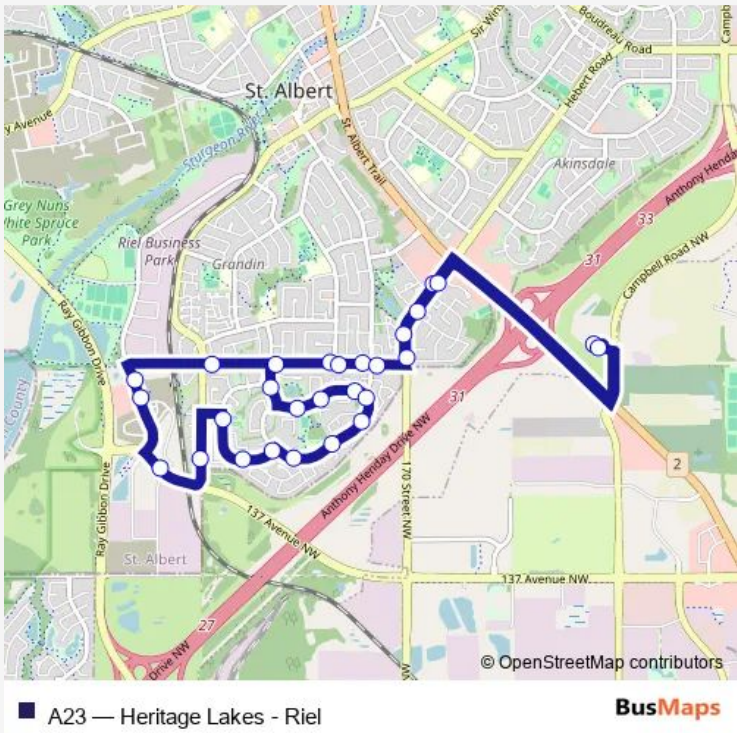 Campb
Boudreau Road
Sir Wins
Hebert Road
St. Albert
y Avenue
Sturgeon River
St. Albert Trail
Akinsdale
Anthony Henday
33
Grey Nuns
White Spruce
Park
31
Campbell Road NW
Riel Business
Park
Grandin
Ray Gibbon Drive
County
31
Anthony Henday Drive NW
2
170 Street NW
Ray Gibbon Drive
137 Avenue NW
St. Albert
137 Avenue NW
27
Drive NW
© OpenStreetMap contributors
A23 — Heritage Lakes - Riel
BusMaps